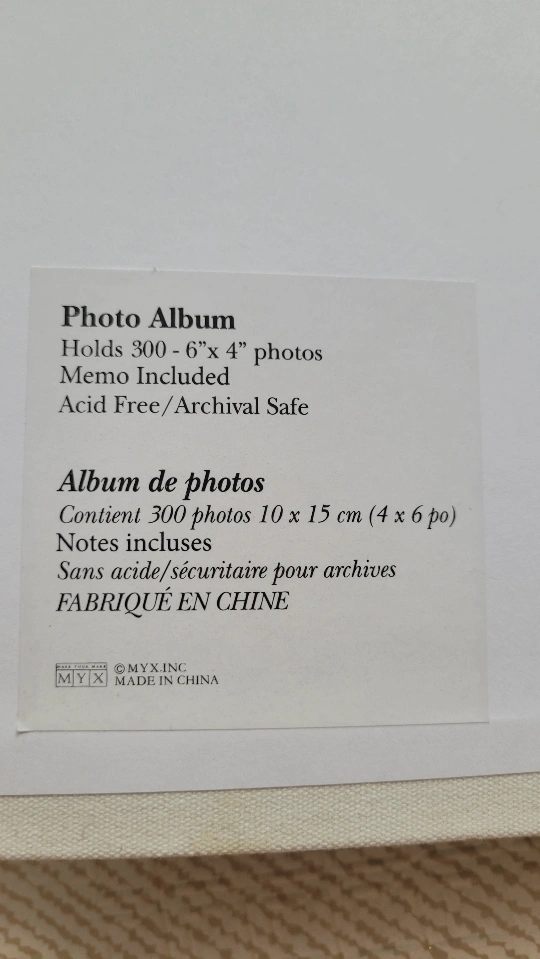 Photo Album
Holds 300 - 6”x 4” photos
Memo Included
Acid Free/Archival Safe
Album de photos
Contient 300 photos 10 x 15 cm (4 x 6 po)
Notes incluses
Sans acide/sécuritaire pour archives
FABRIQUÉ EN CHINE
MAKE YOUR MARK
MYX
©MYX.INC
MADE IN CHINA